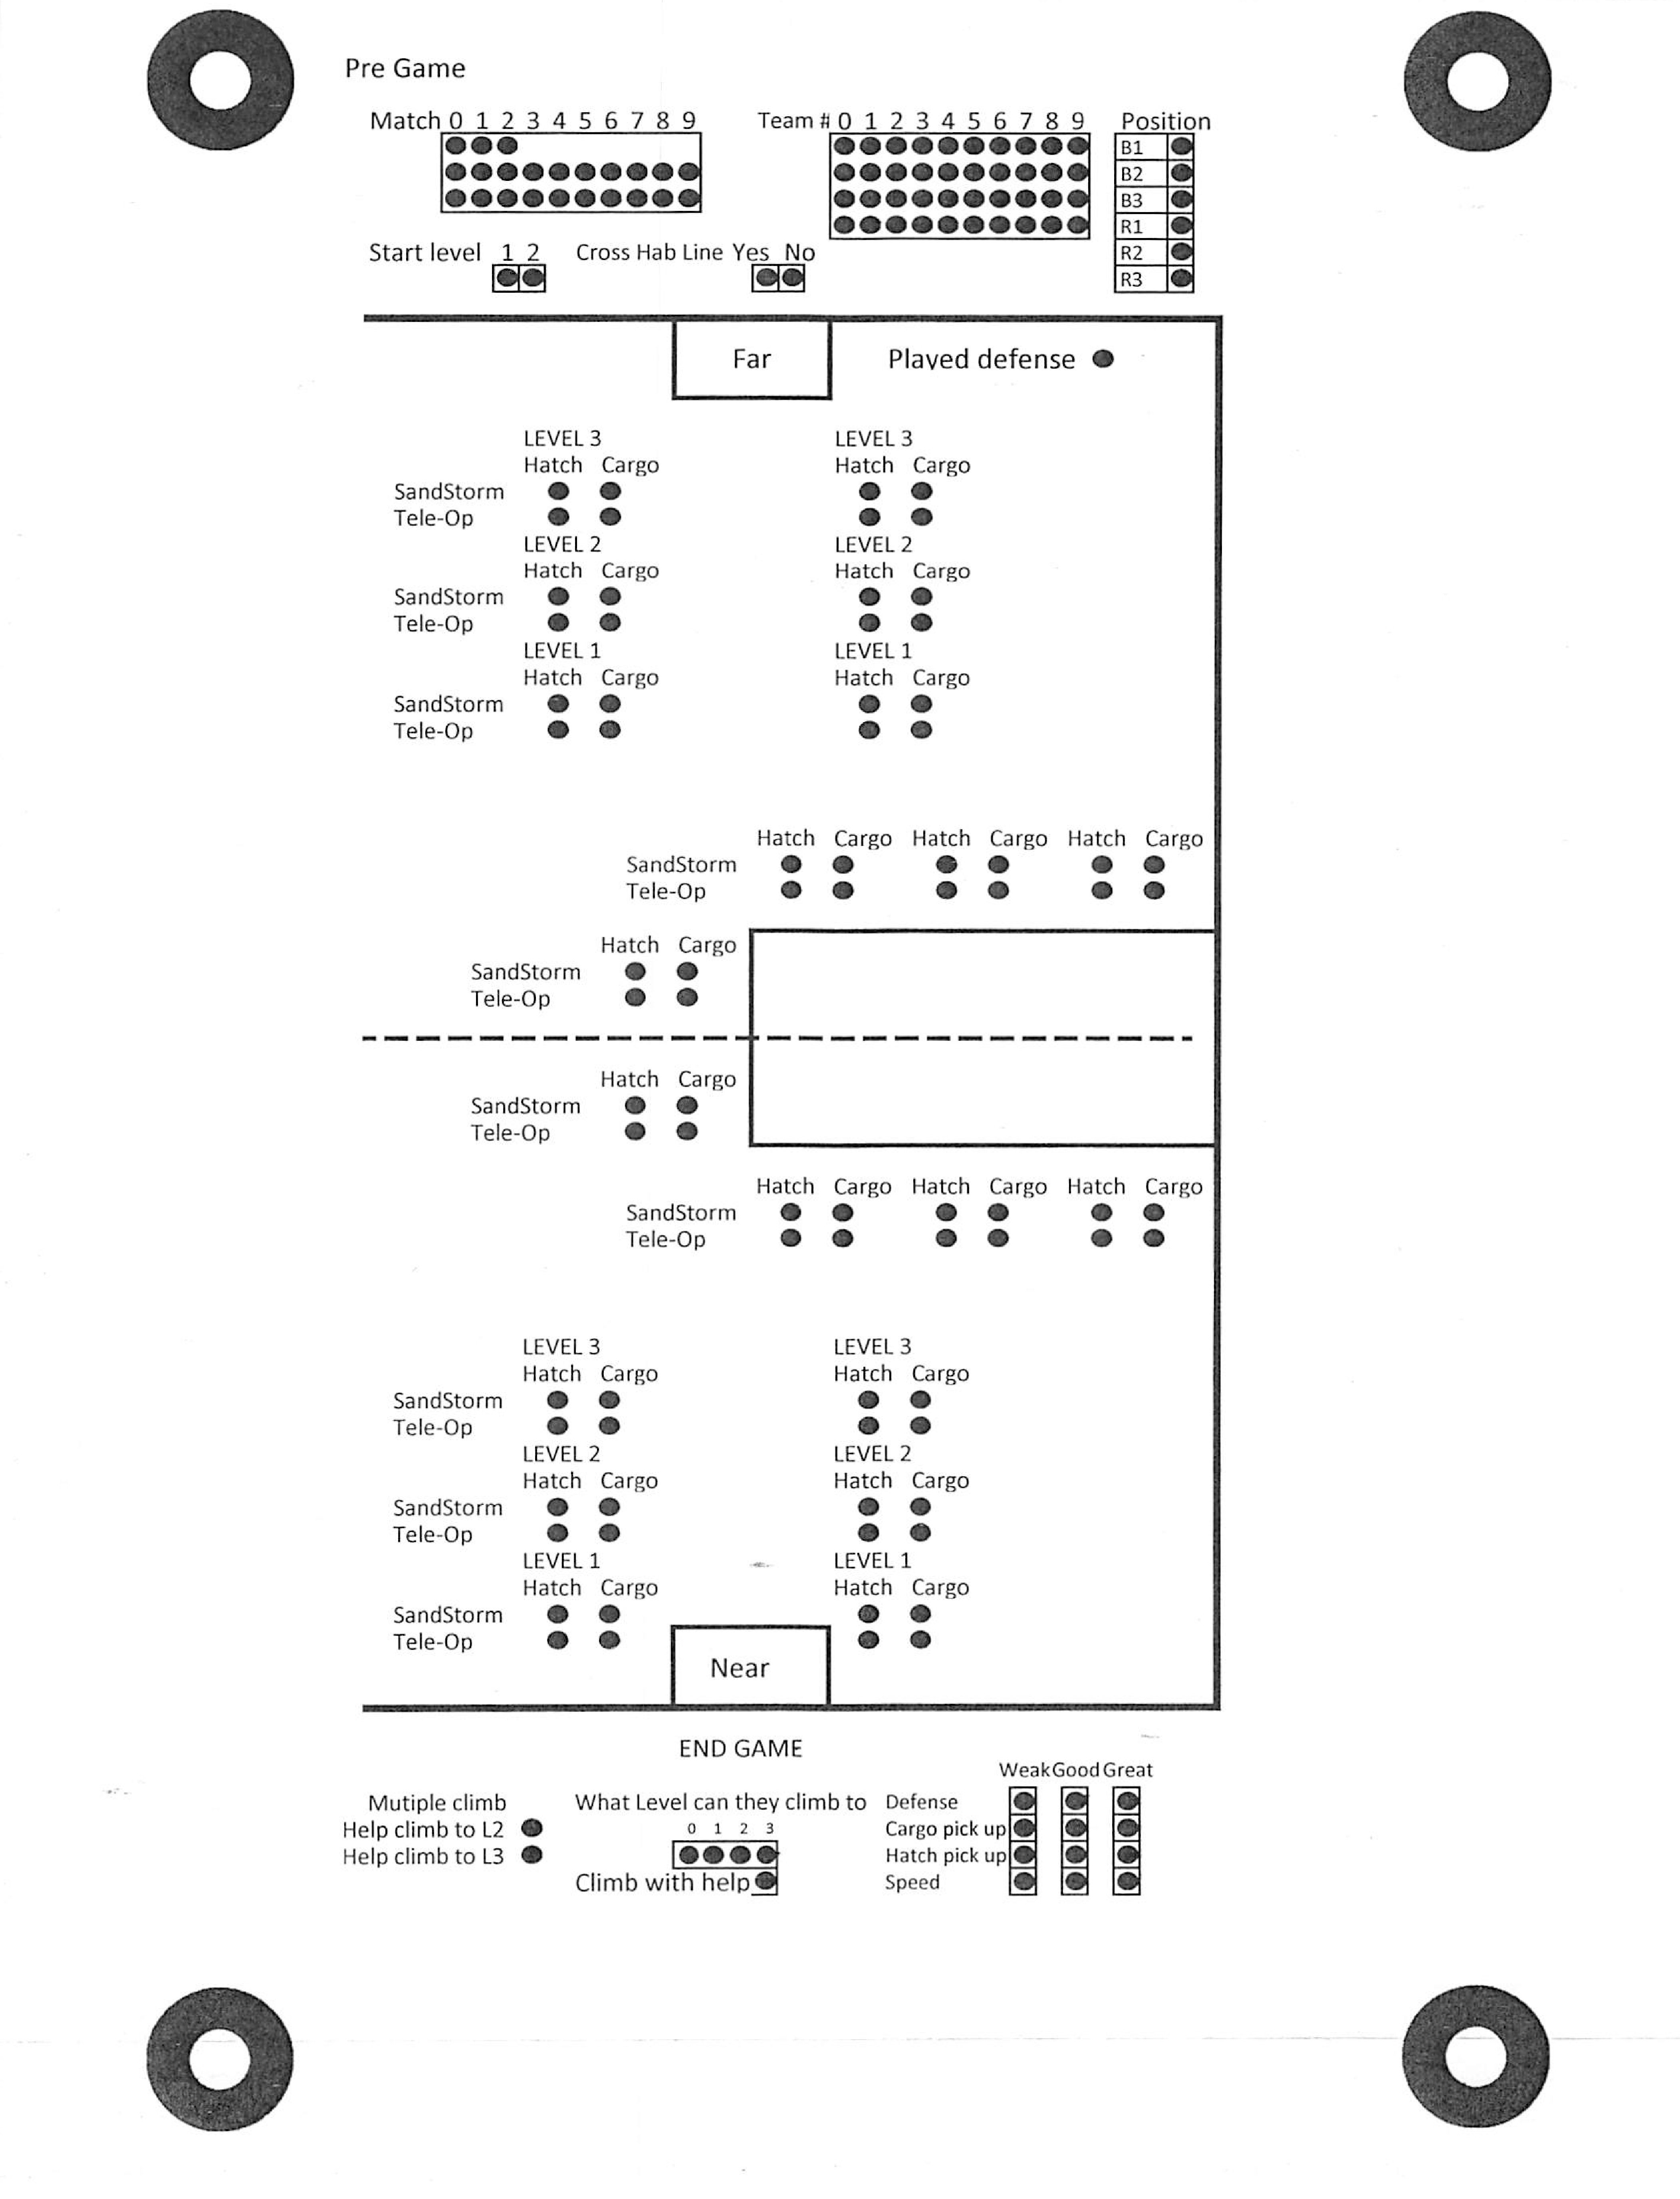 Pre Game
Match 0 1 2 3 4 5 6 7 8 9
Team # 0 1 2 3 4 5 6 7 8 9
Position
B1
B2
B3
R1
R2
R3
Start level 1 2
Cross Hab Line Yes No
Far
Played defense
LEVEL 3 LEVEL 3
Hatch Cargo Hatch Cargo
SandStorm
Tele-Op
LEVEL 2 LEVEL 2
Hatch Cargo Hatch Cargo
SandStorm
Tele-Op
LEVEL 1 LEVEL 1
Hatch Cargo Hatch Cargo
SandStorm
Tele-Op
Hatch Cargo Hatch Cargo Hatch Cargo
SandStorm
Tele-Op
Hatch Cargo
SandStorm
Tele-Op
Hatch Cargo
SandStorm
Tele-Op
Hatch Cargo Hatch Cargo Hatch Cargo
SandStorm
Tele-Op
LEVEL 3 LEVEL 3
Hatch Cargo Hatch Cargo
SandStorm
Tele-Op
LEVEL 2 LEVEL 2
Hatch Cargo Hatch Cargo
SandStorm
Tele-Op
LEVEL 1 LEVEL 1
Hatch Cargo Hatch Cargo
SandStorm
Tele-Op
Near
END GAME
Mutiple climb
Help climb to L2
Help climb to L3
What Level can they climb to
0 1 2 3
Climb with help
Weak Good Great
Defense
Cargo pick up
Hatch pick up
Speed